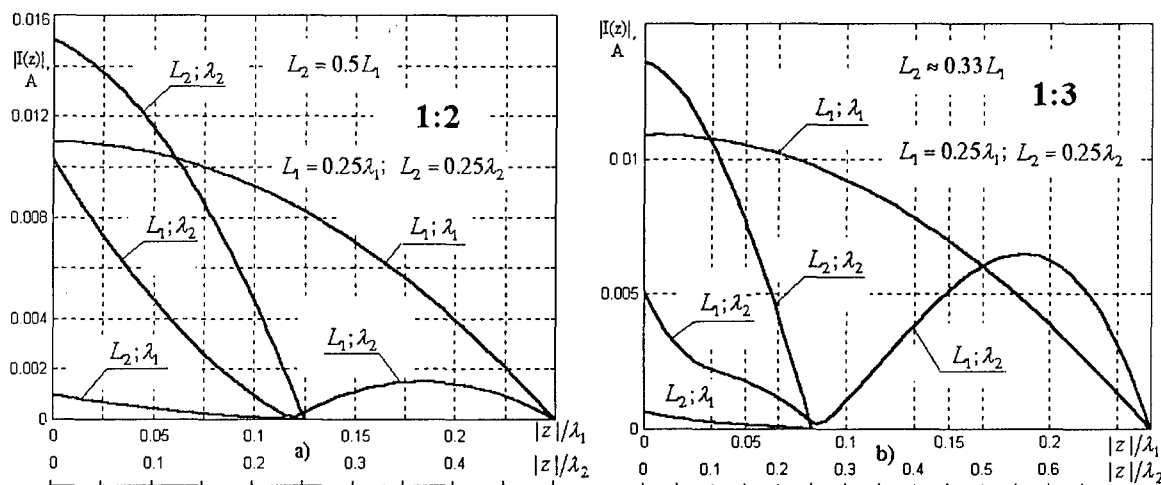 0.016
|I(z)|,
A
0.012
0.01
0.008
0.006
0.004
0.002
0
L₂ = 0.5L₁
1:2
L₁ = 0.25λ₁; L₂ = 0.25λ₂
L₂; λ₂
L₁; λ₂
L₁; λ₁
L₂; λ₁
L₁; λ₂
0 0.05 0.1 0.15 0.2 |z|/λ₁
a)
0 0.1 0.2 0.3 0.4 |z|/λ₂
|I(z)|,
A
0.01
0.005
0
L₂ ≈ 0.33L₁
1:3
L₁; λ₁
L₁ = 0.25λ₁; L₂ = 0.25λ₂
L₂; λ₂
L₁; λ₂
L₁; λ₂
L₂; λ₁
0 0.05 0.1 0.15 0.2 |z|/λ₁
b)
0 0.1 0.2 0.3 0.4 0.5 0.6 |z|/λ₂